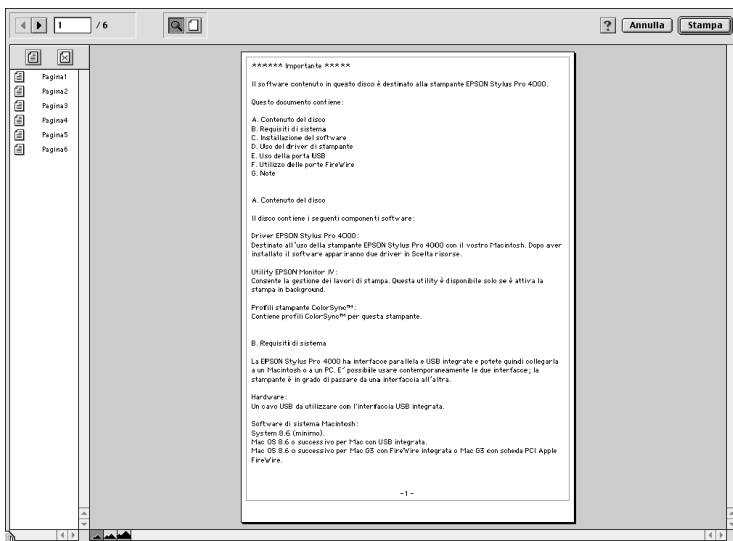 1 / 6
? Annulla Stampa
Pagina1
Pagina2
Pagina3
Pagina4
Pagina5
Pagina6
****** Importante *****
Il software contenuto in questo disco è destinato alla stampante EPSON Stylus Pro 4000.
Questo documento contiene:
A. Contenuto del disco
B. Requisiti di sistema
C. Installazione del software
D. Uso del driver di stampante
E. Uso della porta USB
F. Utilizzo delle porte FireWire
G. Note
A. Contenuto del disco
Il disco contiene i seguenti componenti software:
Driver EPSON Stylus Pro 4000:
Destinato all'uso della stampante EPSON Stylus Pro 4000 con il vostro Macintosh. Dopo aver
installato il software appariranno due driver in Scelta risorse.
Utility EPSON Monitor IV:
Consente la gestione dei lavori di stampa. Questa utility è disponibile solo se è attiva la
stampa in background.
Profili stampante ColorSync™:
Contiene profili ColorSync™ per questa stampante.
B. Requisiti di sistema
La EPSON Stylus Pro 4000 ha interfacce parallela e USB integrate e potete quindi collegarla
a un Macintosh o a un PC. E´ possibile usare contemporaneamente le due interfacce; la
stampante è in grado di passare da una interfaccia all'altra.
Hardware:
Un cavo USB da utilizzare con l'interfaccia USB integrata.
Software di sistema Macintosh:
System 8.6 (minimo).
Mac OS 8.6 o successivo per Mac con USB integrata.
Mac OS 8.6 o successivo per Mac G3 con FireWire integrata o Mac G3 con scheda PCI Apple
FireWire.
-1-